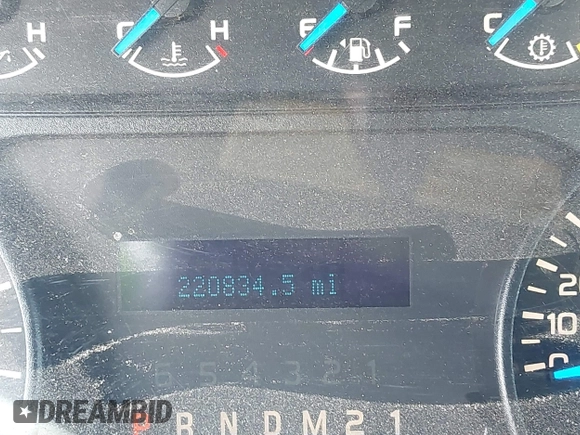 H C H E F C
220834.5 mi
20
10
0
6 5 4 3 2 1
P R N D M 2 1
DREAMBID